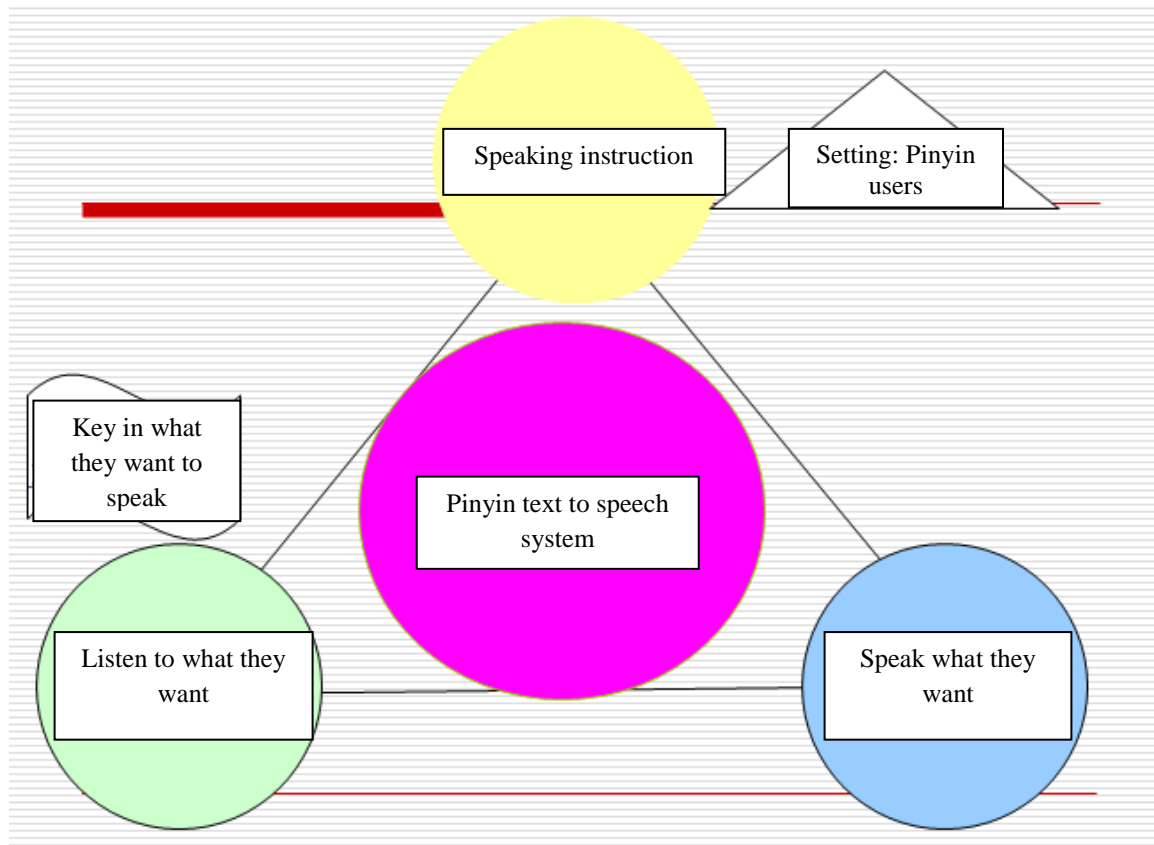 Speaking instruction
Setting: Pinyin
users
Key in what
they want to
speak
Pinyin text to speech
system
Listen to what they
want
Speak what they
want